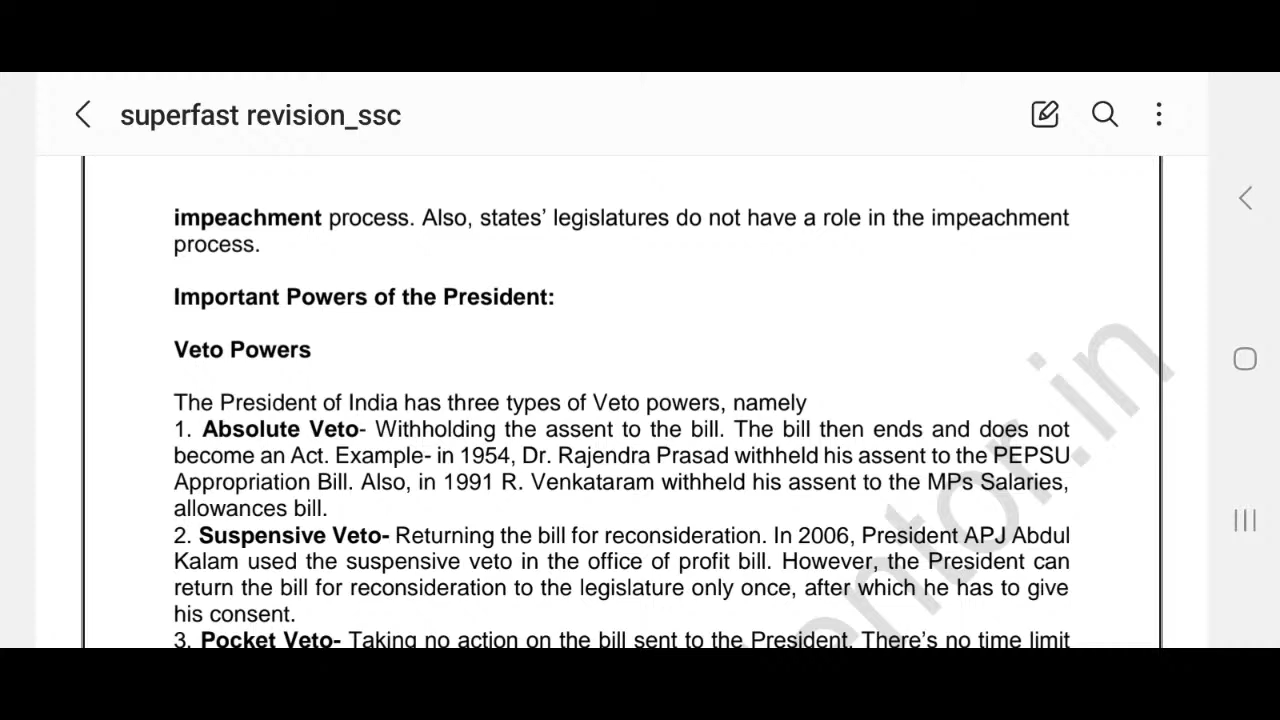 superfast revision_ssc
impeachment process. Also, states’ legislatures do not have a role in the impeachment
process.
Important Powers of the President:
Veto Powers
The President of India has three types of Veto powers, namely
1. Absolute Veto- Withholding the assent to the bill. The bill then ends and does not
become an Act. Example- in 1954, Dr. Rajendra Prasad withheld his assent to the PEPSU
Appropriation Bill. Also, in 1991 R. Venkataram withheld his assent to the MPs Salaries,
allowances bill.
2. Suspensive Veto- Returning the bill for reconsideration. In 2006, President APJ Abdul
Kalam used the suspensive veto in the office of profit bill. However, the President can
return the bill for reconsideration to the legislature only once, after which he has to give
his consent.
3. Pocket Veto- Taking no action on the bill sent to the President. There’s no time limit
entor.in